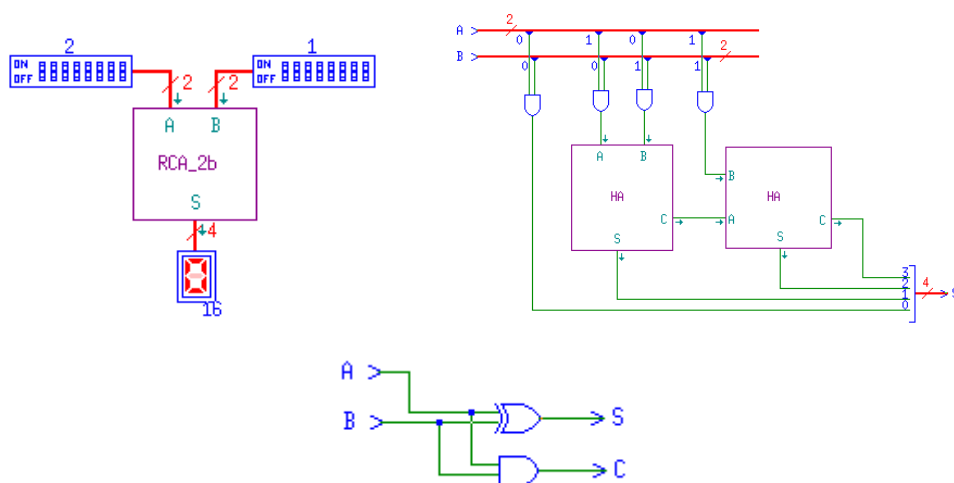 2 1
ON OFF ON OFF
2 2
A B
RCA_2b
S
4
16
A 2
0 1 0 1
B 2
0 0 1 1
A B B
HA HA
C A C
S S
3
2 4
1
0
A S
B
C